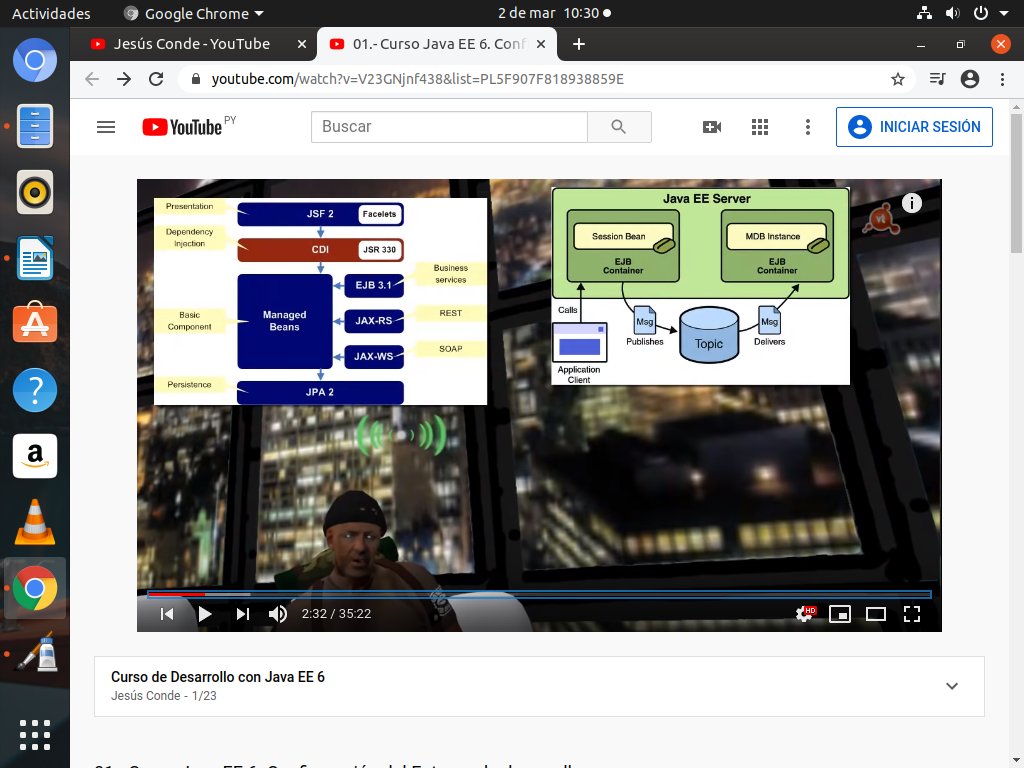 Actividades
Google Chrome
2 de mar 10:30
Jesús Conde - YouTube
01.- Curso Java EE 6. Conf
youtube.com/watch?v=V23GNjnf438&list=PL5F907F818938859E
YouTube PY
Buscar
INICIAR SESIÓN
Presentation
JSF 2
Facelets
Dependency
Injection
CDI
JSR 330
Business
services
EJB 3.1
Basic
Component
Managed
Beans
JAX-RS
REST
JAX-WS
SOAP
Persistence
JPA 2
Java EE Server
Session Bean
EJB
Container
MDB Instance
EJB
Container
Calls
Msg
Publishes
Topic
Msg
Delivers
Application
Client
vt
2:32 / 35:22
HD
Curso de Desarrollo con Java EE 6
Jesús Conde - 1/23